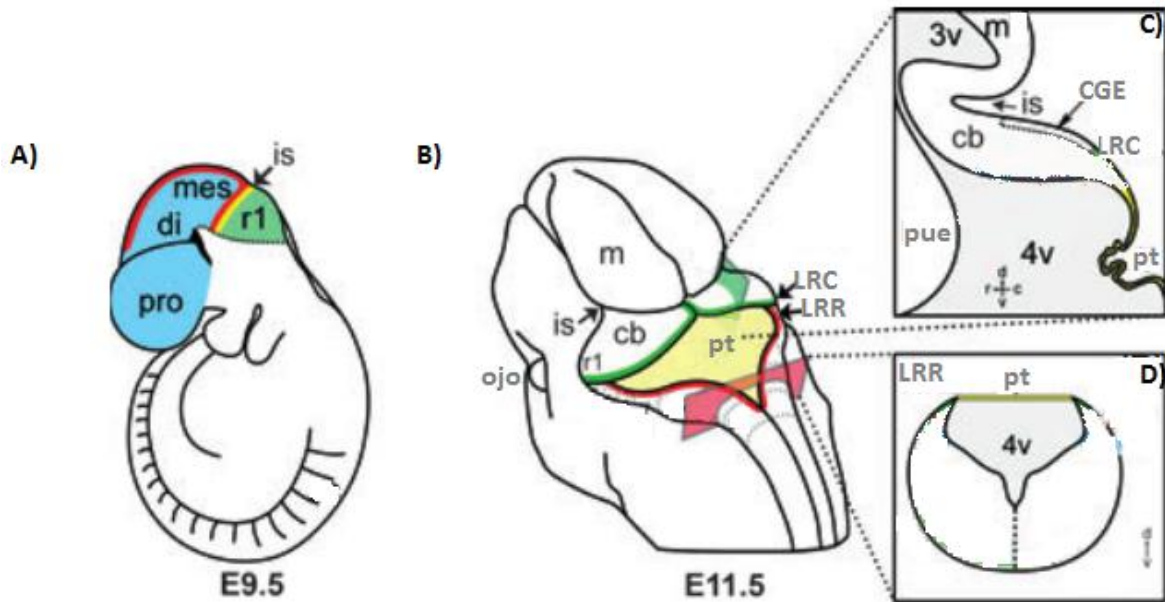 A)
is
mes
di
r1
pro
E9.5
B)
m
is
cb
r1
ojo
pt
LRC
LRR
E11.5
C)
3v
m
is
CGE
cb
LRC
pue
4v
pt
d
r
c
v
D)
LRR
pt
4v